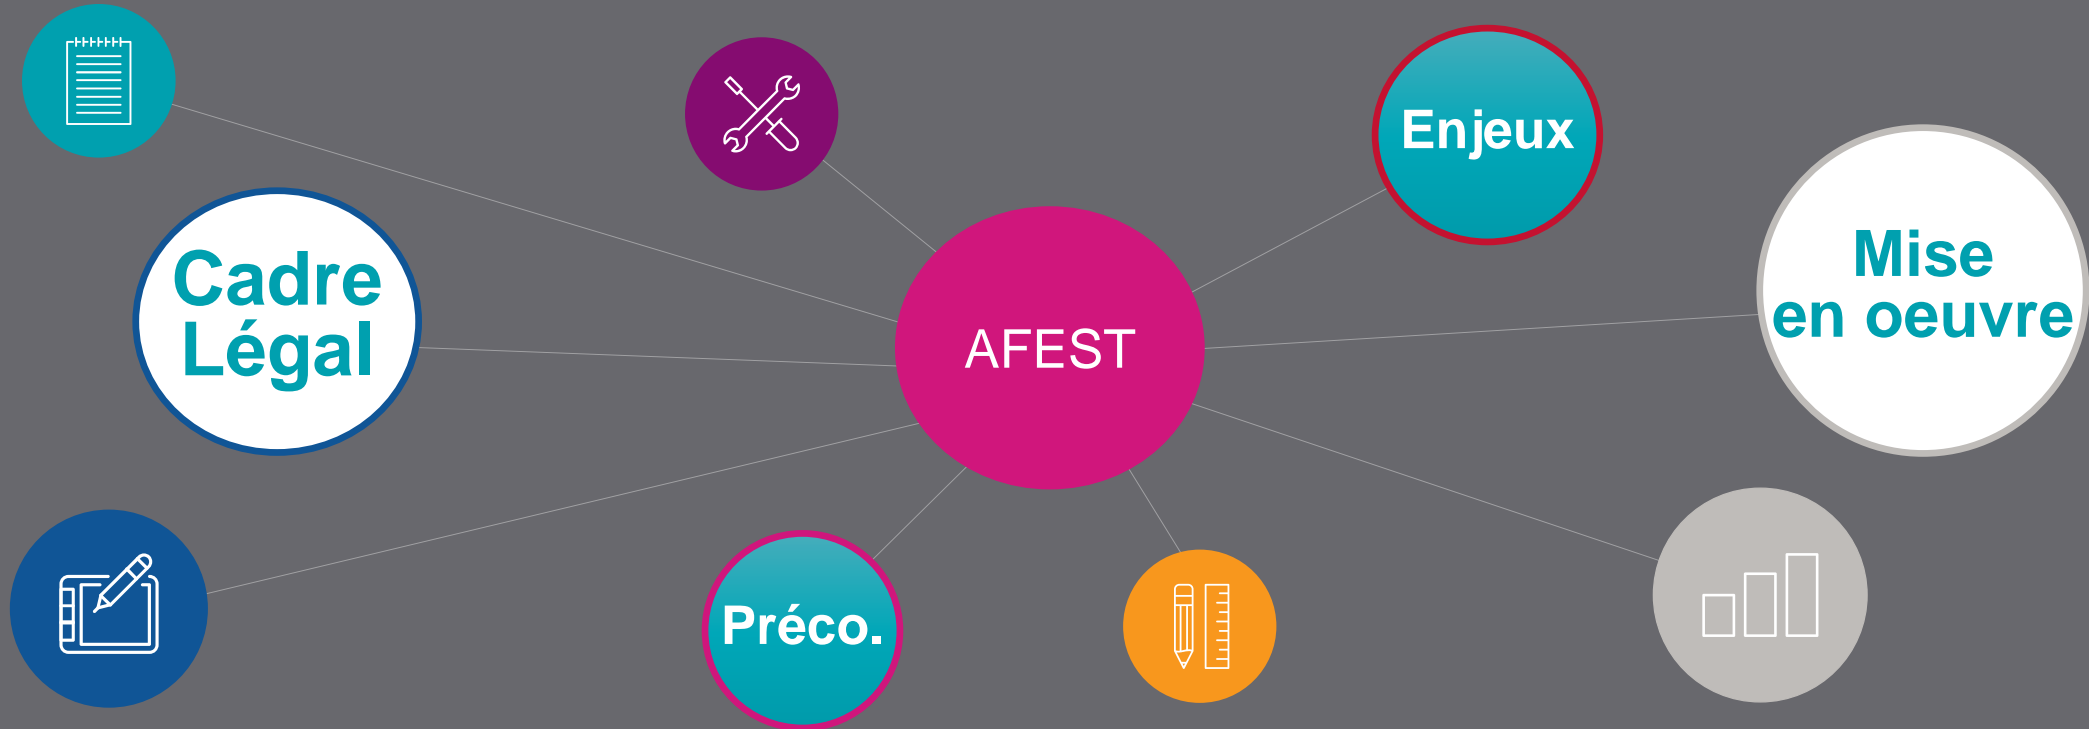 Enjeux
Cadre
Légal
Mise
en oeuvre
AFEST
Préco.